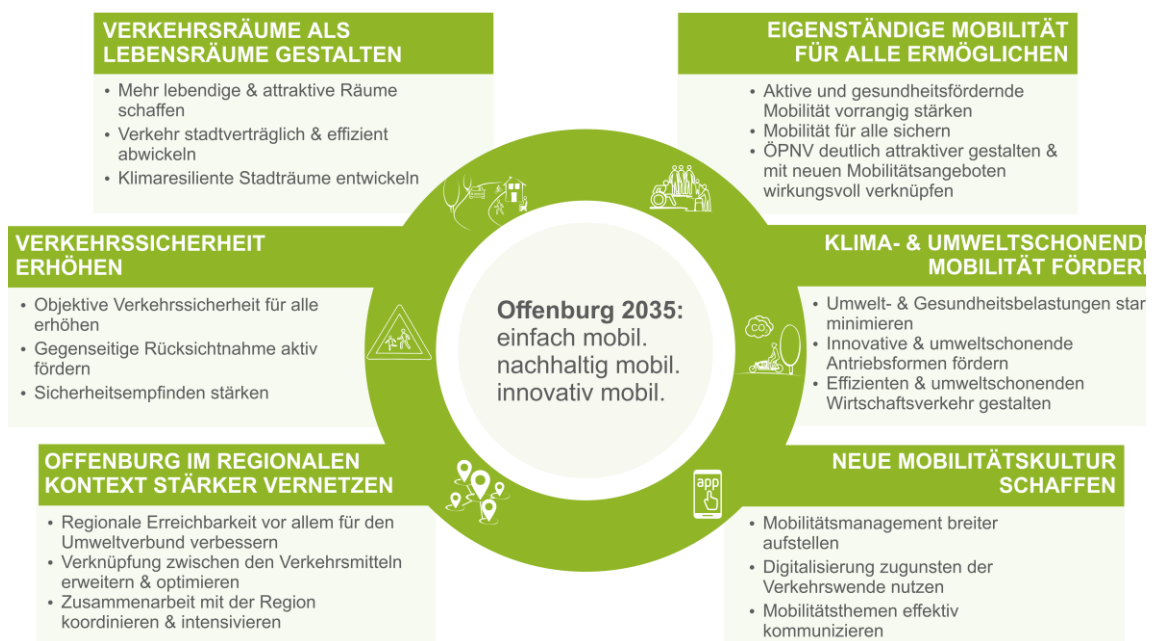 VERKEHRSRÄUME ALS
LEBENSRÄUME GESTALTEN
• Mehr lebendige & attraktive Räume
schaffen
• Verkehr stadtverträglich & effizient
abwickeln
• Klimaresiliente Stadträume entwickeln
EIGENSTÄNDIGE MOBILITÄT
FÜR ALLE ERMÖGLICHEN
• Aktive und gesundheitsfördernde
Mobilität vorrangig stärken
• Mobilität für alle sichern
• ÖPNV deutlich attraktiver gestalten &
mit neuen Mobilitätsangeboten
wirkungsvoll verknüpfen
VERKEHRSSICHERHEIT
ERHÖHEN
• Objektive Verkehrssicherheit für alle
erhöhen
• Gegenseitige Rücksichtnahme aktiv
fördern
• Sicherheitsempfinden stärken
Offenburg 2035:
einfach mobil.
nachhaltig mobil.
innovativ mobil.
CO₂
KLIMA- & UMWELTSCHONENDE
MOBILITÄT FÖRDER
• Umwelt- & Gesundheitsbelastungen star
minimieren
• Innovative & umweltschonende
Antriebsformen fördern
• Effizienten & umweltschonenden
Wirtschaftsverkehr gestalten
OFFENBURG IM REGIONALEN
KONTEXT STÄRKER VERNETZEN
• Regionale Erreichbarkeit vor allem für den
Umweltverbund verbessern
• Verknüpfung zwischen den Verkehrsmitteln
erweitern & optimieren
• Zusammenarbeit mit der Region
koordinieren & intensivieren
app
NEUE MOBILITÄTSKULTUR
SCHAFFEN
• Mobilitätsmanagement breiter
aufstellen
• Digitalisierung zugunsten der
Verkehrswende nutzen
• Mobilitätsthemen effektiv
kommunizieren